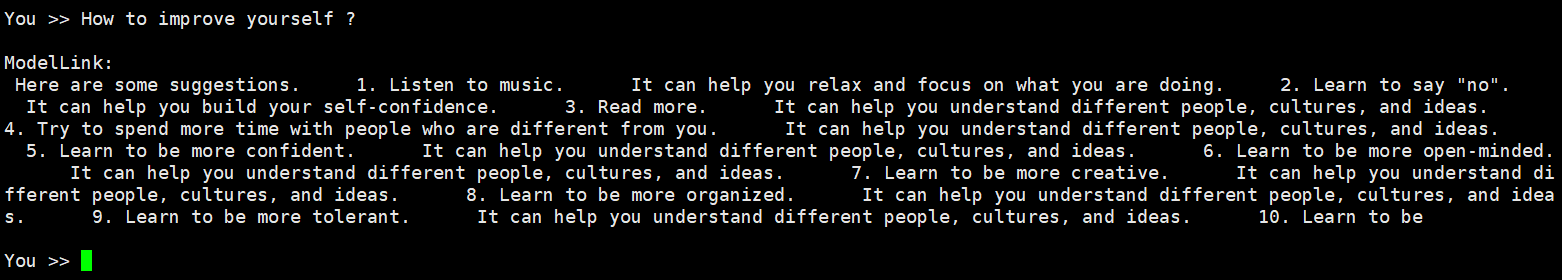 You >> How to improve yourself ?
ModelLink:
 Here are some suggestions.     1. Listen to music.      It can help you relax and focus on what you are doing.     2. Learn to say "no".
  It can help you build your self-confidence.      3. Read more.      It can help you understand different people, cultures, and ideas.
4. Try to spend more time with people who are different from you.      It can help you understand different people, cultures, and ideas.
  5. Learn to be more confident.      It can help you understand different people, cultures, and ideas.      6. Learn to be more open-minded.
      It can help you understand different people, cultures, and ideas.      7. Learn to be more creative.      It can help you understand di
fferent people, cultures, and ideas.      8. Learn to be more organized.      It can help you understand different people, cultures, and idea
s.      9. Learn to be more tolerant.      It can help you understand different people, cultures, and ideas.      10. Learn to be
You >>